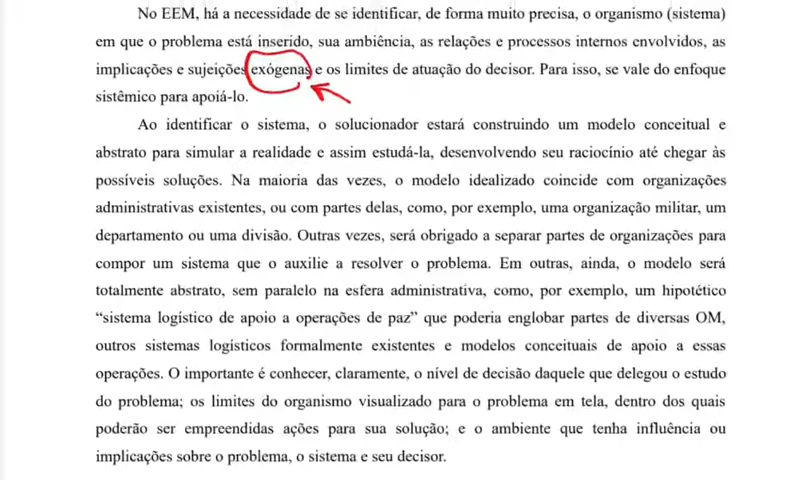 No EEM, há a necessidade de se identificar, de forma muito precisa, o organismo (sistema)
em que o problema está inserido, sua ambiência, as relações e processos internos envolvidos, as
implicações e sujeições exógenas e os limites de atuação do decisor. Para isso, se vale do enfoque
sistêmico para apoiá-lo.
Ao identificar o sistema, o solucionador estará construindo um modelo conceitual e
abstrato para simular a realidade e assim estudá-la, desenvolvendo seu raciocínio até chegar às
possíveis soluções. Na maioria das vezes, o modelo idealizado coincide com organizações
administrativas existentes, ou com partes delas, como, por exemplo, uma organização militar, um
departamento ou uma divisão. Outras vezes, será obrigado a separar partes de organizações para
compor um sistema que o auxilie a resolver o problema. Em outras, ainda, o modelo será
totalmente abstrato, sem paralelo na esfera administrativa, como, por exemplo, um hipotético
“sistema logístico de apoio a operações de paz” que poderia englobar partes de diversas OM,
outros sistemas logísticos formalmente existentes e modelos conceituais de apoio a essas
operações. O importante é conhecer, claramente, o nível de decisão daquele que delegou o estudo
do problema; os limites do organismo visualizado para o problema em tela, dentro dos quais
poderão ser empreendidas ações para sua solução; e o ambiente que tenha influência ou
implicações sobre o problema, o sistema e seu decisor.